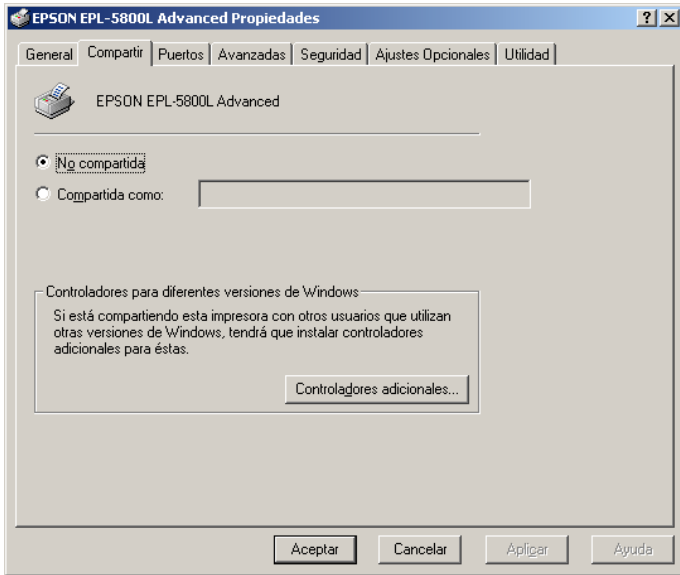 EPSON EPL-5800L Advanced Propiedades
General Compartir Puertos Avanzadas Seguridad Ajustes Opcionales Utilidad
EPSON EPL-5800L Advanced
No compartida
Compartida como:
Controladores para diferentes versiones de Windows
Si está compartiendo esta impresora con otros usuarios que utilizan
otras versiones de Windows, tendrá que instalar controladores
adicionales para éstas.
Controladores adicionales...
Aceptar Cancelar Aplicar Ayuda